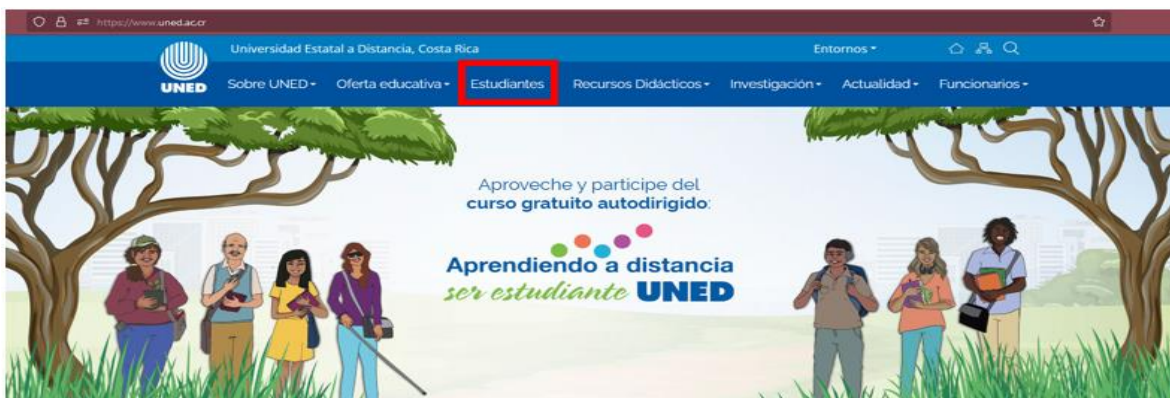 https://www.uned.ac.cr
Universidad Estatal a Distancia, Costa Rica
Entornos
UNED
Sobre UNED
Oferta educativa
Estudiantes
Recursos Didácticos
Investigación
Actualidad
Funcionarios
Aproveche y participe del
curso gratuito autodirigido:
Aprendiendo a distancia
ser estudiante UNED